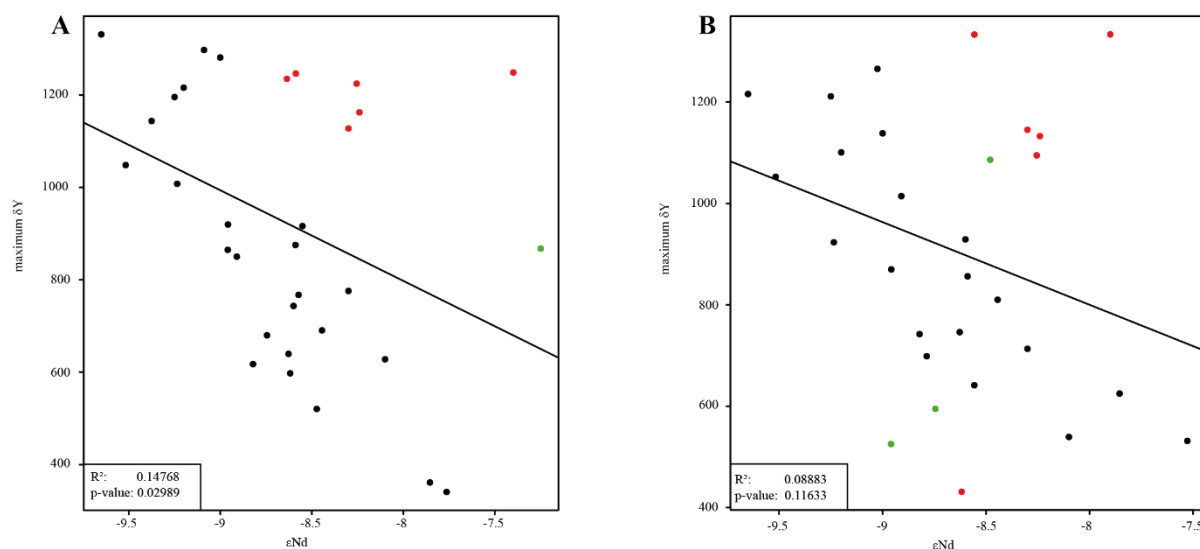 A
1200
1000
800
600
400
maximum δY
R²: 0.14768
p-value: 0.02989
-9.5 -9 -8.5 -8 -7.5
εNd
B
1200
1000
800
600
400
maximum δY
R²: 0.08883
p-value: 0.11633
-9.5 -9 -8.5 -8 -7.5
εNd